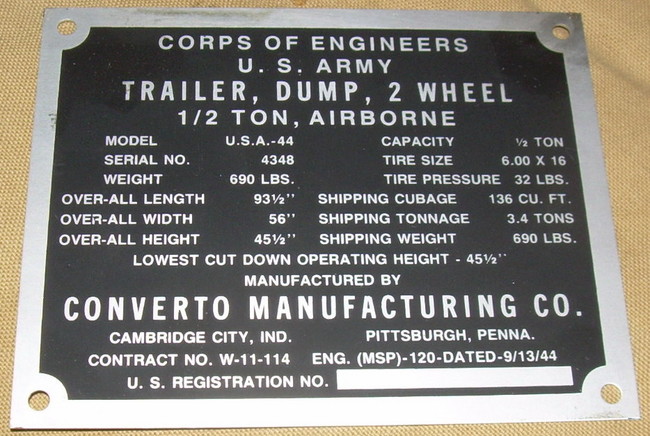 CORPS OF ENGINEERS
U. S. ARMY
TRAILER, DUMP, 2 WHEEL
1/2 TON, AIRBORNE
MODEL U.S.A.-44 CAPACITY ½ TON
SERIAL NO. 4348 TIRE SIZE 6.00 X 16
WEIGHT 690 LBS. TIRE PRESSURE 32 LBS.
OVER-ALL LENGTH 93½" SHIPPING CUBAGE 136 CU. FT.
OVER-ALL WIDTH 56" SHIPPING TONNAGE 3.4 TONS
OVER-ALL HEIGHT 45½" SHIPPING WEIGHT 690 LBS.
LOWEST CUT DOWN OPERATING HEIGHT - 45½"
MANUFACTURED BY
CONVERTO MANUFACTURING CO.
CAMBRIDGE CITY, IND. PITTSBURGH, PENNA.
CONTRACT NO. W-11-114 ENG. (MSP)-120-DATED-9/13/44
U. S. REGISTRATION NO.